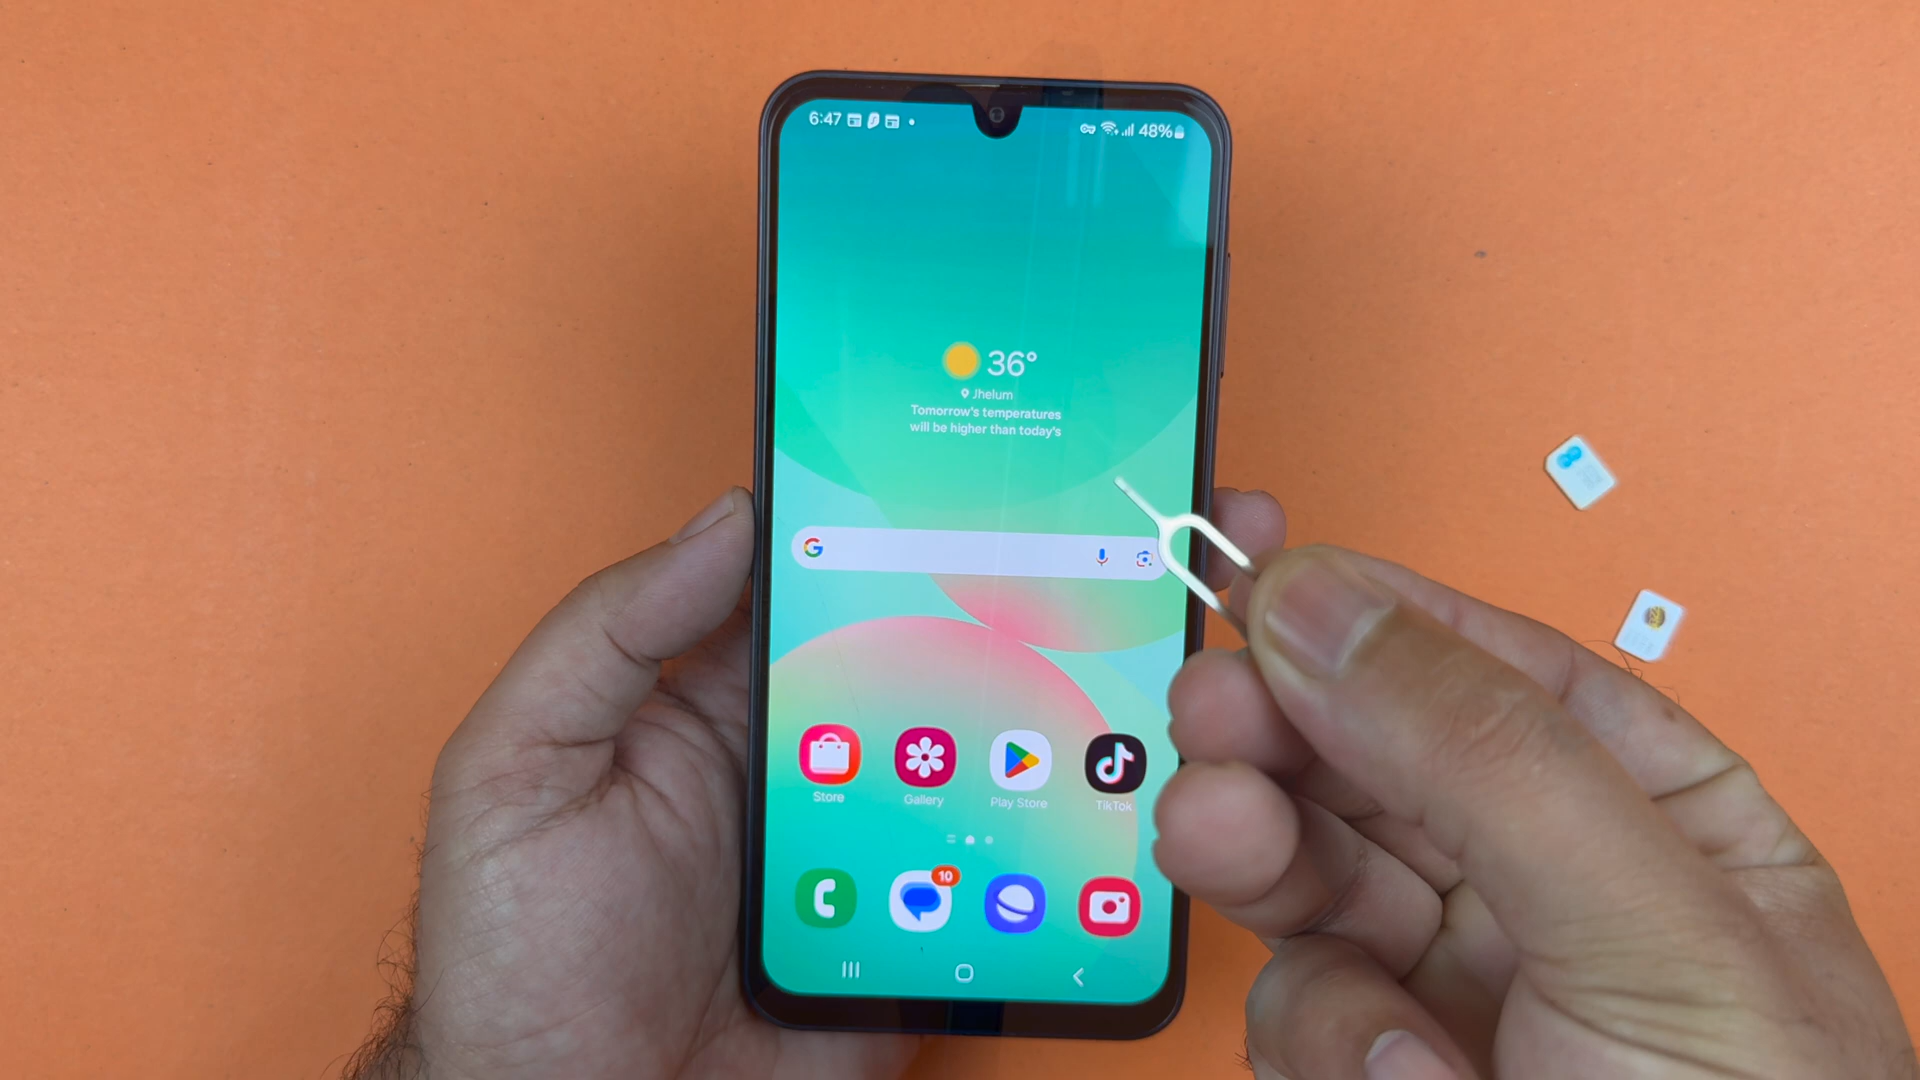 6:47
48%
36°
Jhelum
Tomorrow's temperatures
will be higher than today's
Store
Gallery
Play Store
TikTok
10